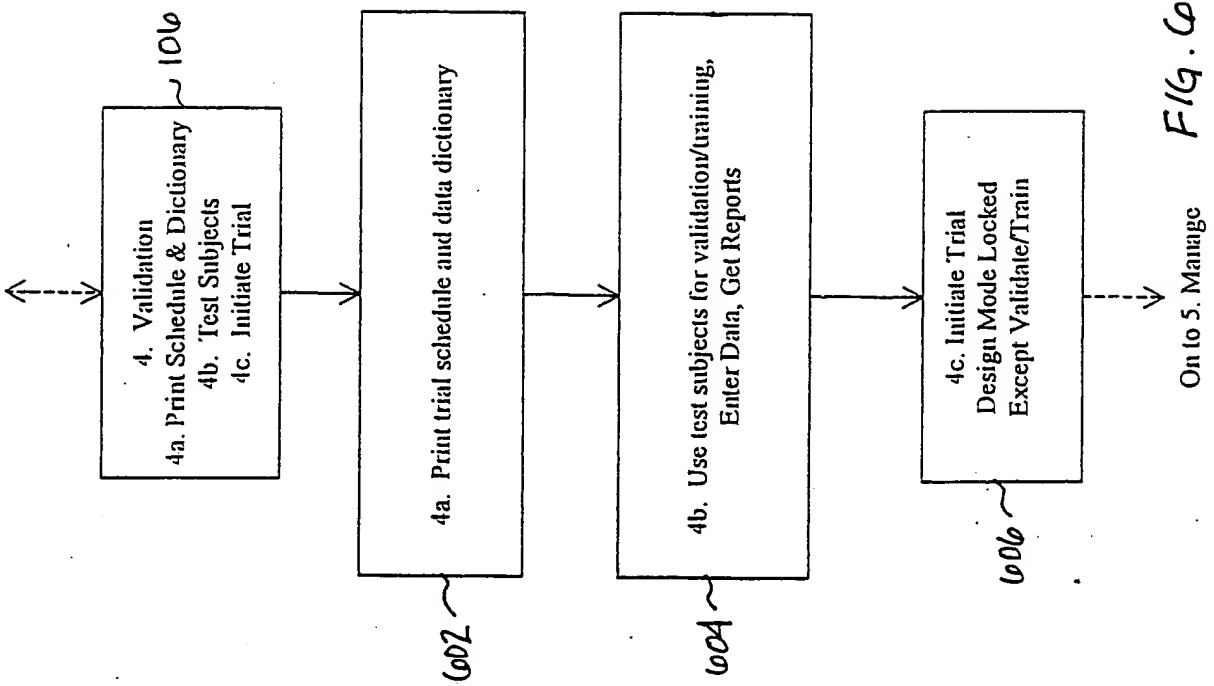 4. Validation
4a. Print Schedule & Dictionary
4b. Test Subjects
4c. Initiate Trial
106
4a. Print trial schedule and data dictionary
602
4b. Use test subjects for validation/training,
Enter Data, Get Reports
604
4c. Initiate Trial
Design Mode Locked
Except Validate/Train
606
On to 5. Manage
FIG. 6